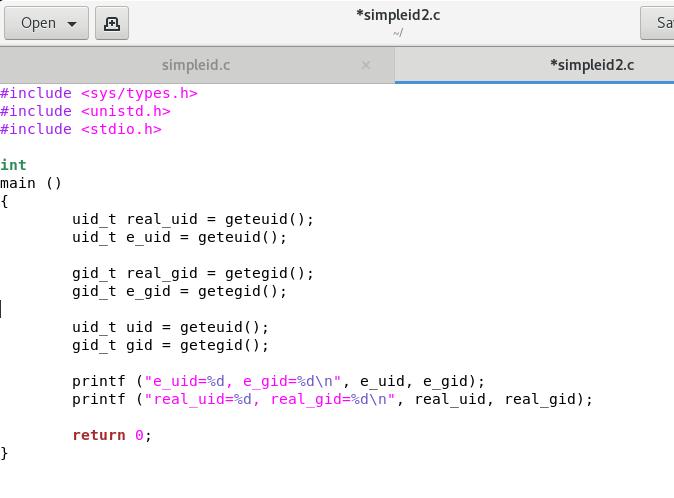 Open
*simpleid2.c
~/
Sa
simpleid.c ×
*simpleid2.c
#include <sys/types.h>
#include <unistd.h>
#include <stdio.h>
int
main ()
{
uid_t real_uid = geteuid();
uid_t e_uid = geteuid();
gid_t real_gid = getegid();
gid_t e_gid = getegid();
uid_t uid = geteuid();
gid_t gid = getegid();
printf ("e_uid=%d, e_gid=%d\n", e_uid, e_gid);
printf ("real_uid=%d, real_gid=%d\n", real_uid, real_gid);
return 0;
}